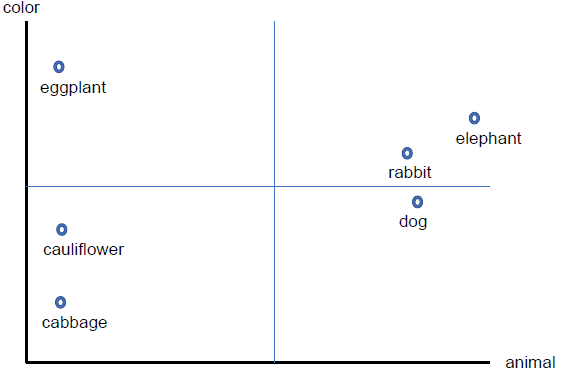 color
eggplant
elephant
rabbit
dog
cauliflower
cabbage
animal